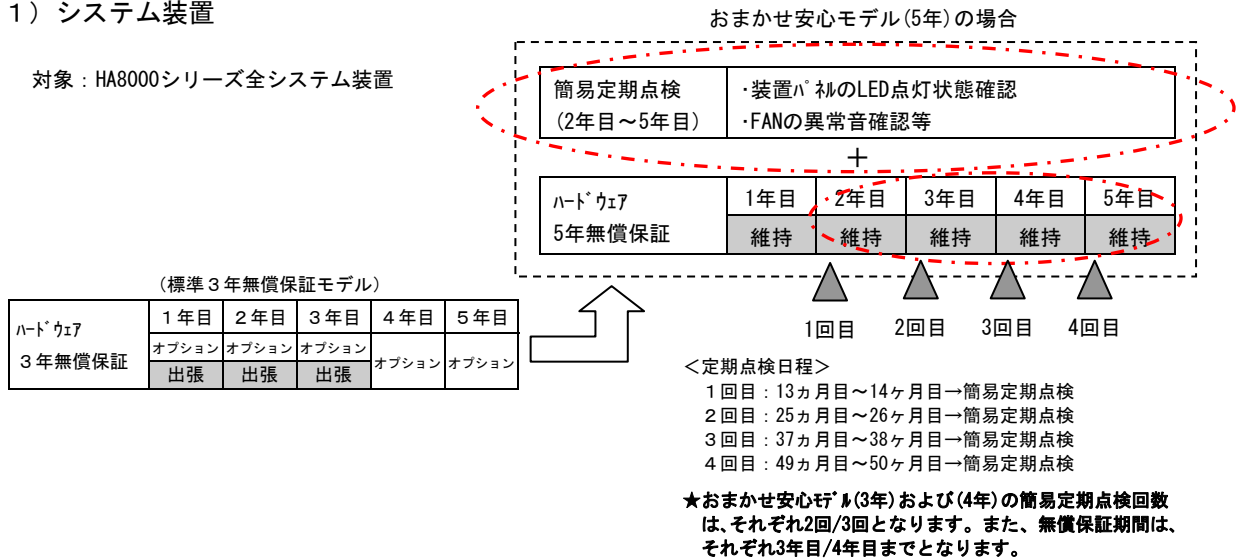 1）システム装置
対象：HA8000シリーズ全システム装置
おまかせ安心モデル(5年)の場合
簡易定期点検
(2年目～5年目)
・装置ﾊﾟﾈﾙのLED点灯状態確認
・FANの異常音確認等
＋
ﾊｰﾄﾞｳｪｱ
5年無償保証
1年目 2年目 3年目 4年目 5年目
維持 維持 維持 維持 維持
1回目 2回目 3回目 4回目
（標準３年無償保証モデル）
ﾊｰﾄﾞｳｪｱ
３年無償保証
１年目 ２年目 ３年目 ４年目 ５年目
オプション オプション オプション オプション オプション
出張 出張 出張
＜定期点検日程＞
１回目：13ヵ月目～14ヶ月目→簡易定期点検
２回目：25ヵ月目～26ヶ月目→簡易定期点検
３回目：37ヵ月目～38ヶ月目→簡易定期点検
４回目：49ヵ月目～50ヶ月目→簡易定期点検
★おまかせ安心ﾓﾃﾞﾙ(3年)および(4年)の簡易定期点検回数
は、それぞれ2回/3回となります。また、無償保証期間は、
それぞれ3年目/4年目までとなります。